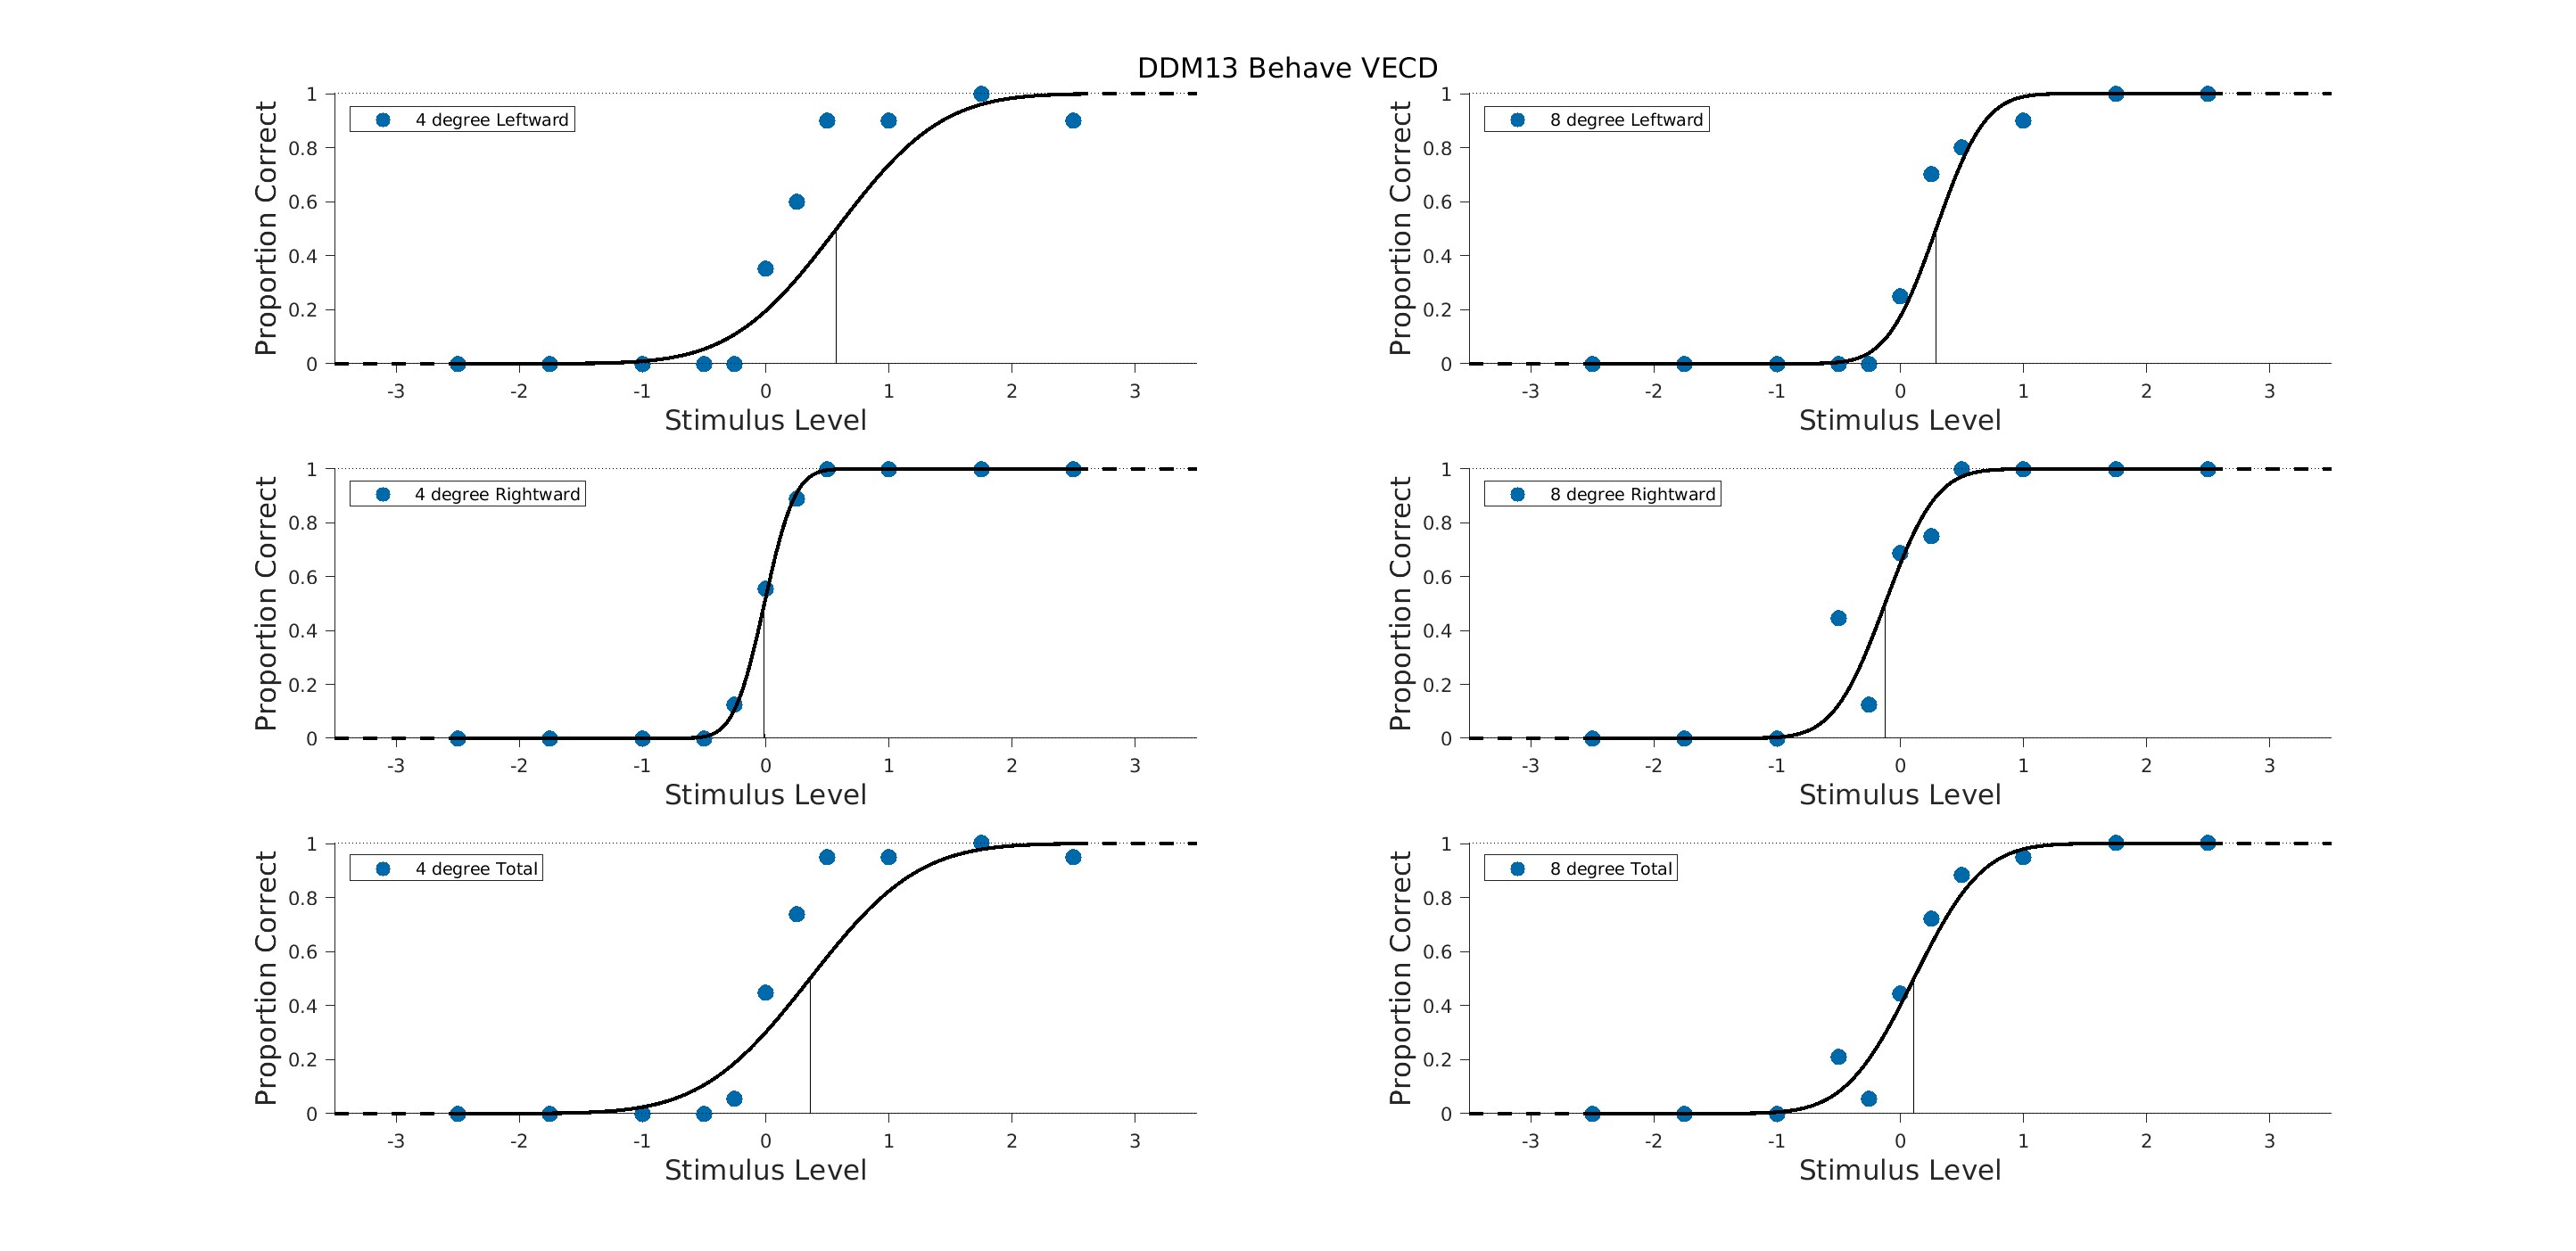 DDM13 Behave VECD
1
0.8
0.6
0.4
0.2
0
Proportion Correct
4 degree Leftward
-3 -2 -1 0 1 2 3
Stimulus Level
1
0.8
0.6
0.4
0.2
0
Proportion Correct
8 degree Leftward
-3 -2 -1 0 1 2 3
Stimulus Level
1
0.8
0.6
0.4
0.2
0
Proportion Correct
4 degree Rightward
-3 -2 -1 0 1 2 3
Stimulus Level
1
0.8
0.6
0.4
0.2
0
Proportion Correct
8 degree Rightward
-3 -2 -1 0 1 2 3
Stimulus Level
1
0.8
0.6
0.4
0.2
0
Proportion Correct
4 degree Total
-3 -2 -1 0 1 2 3
Stimulus Level
1
0.8
0.6
0.4
0.2
0
Proportion Correct
8 degree Total
-3 -2 -1 0 1 2 3
Stimulus Level